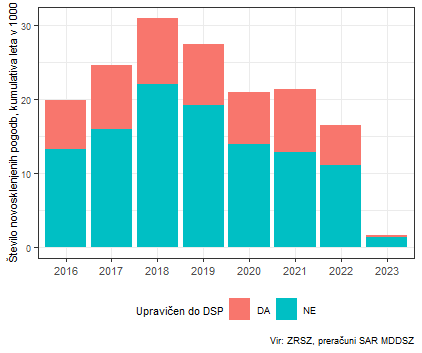 Število novosklenjenih pogodb, kumulativa leta v 1000
30
20
10
0
2016 2017 2018 2019 2020 2021 2022 2023
Upravičen do DSP DA NE
Vir: ZRSZ, preračuni SAR MDDSZ